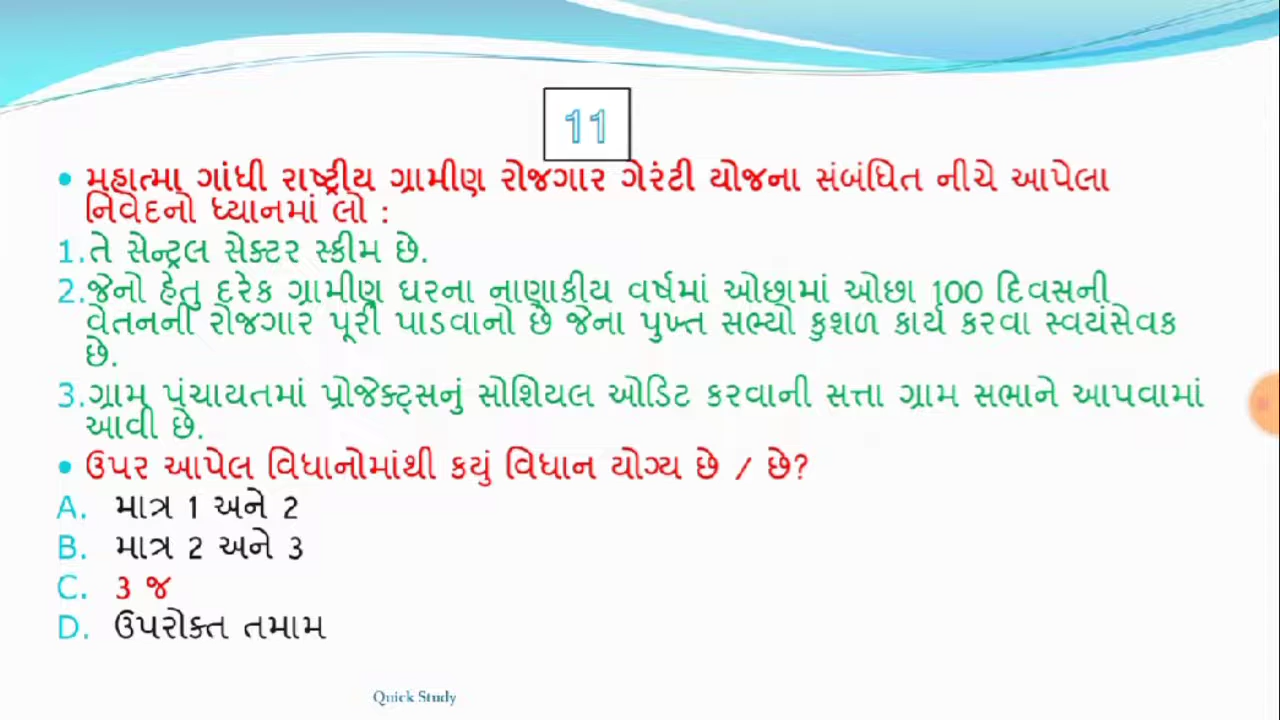 11
• મહાત્મા ગાંધી રાષ્ટ્રીય ગ્રામીણ રોજગાર ગેરંટી યોજના સંબંધિત નીચે આપેલા
નિવેદનો ધ્યાનમાં લો :
1.તે સેન્ટ્રલ સેક્ટર સ્કીમ છે.
2.જેનો હેતુ દરેક ગ્રામીણ ઘરના નાણાકીય વર્ષમાં ઓછામાં ઓછા 100 દિવસની
વેતનની રોજગાર પૂરી પાડવાનો છે જેના પુખ્ત સભ્યો કુશળ કાર્ય કરવા સ્વયંસેવક
છે.
3.ગ્રામ પંચાયતમાં પ્રોજેક્ટ્સનું સોશિયલ ઓડિટ કરવાની સત્તા ગ્રામ સભાને આપવામાં
આવી છે.
• ઉપર આપેલ વિધાનોમાંથી કયું વિધાન યોગ્ય છે / છે?
A. માત્ર 1 અને 2
B. માત્ર 2 અને 3
C. 3 જ
D. ઉપરોક્ત તમામ
Quick Study